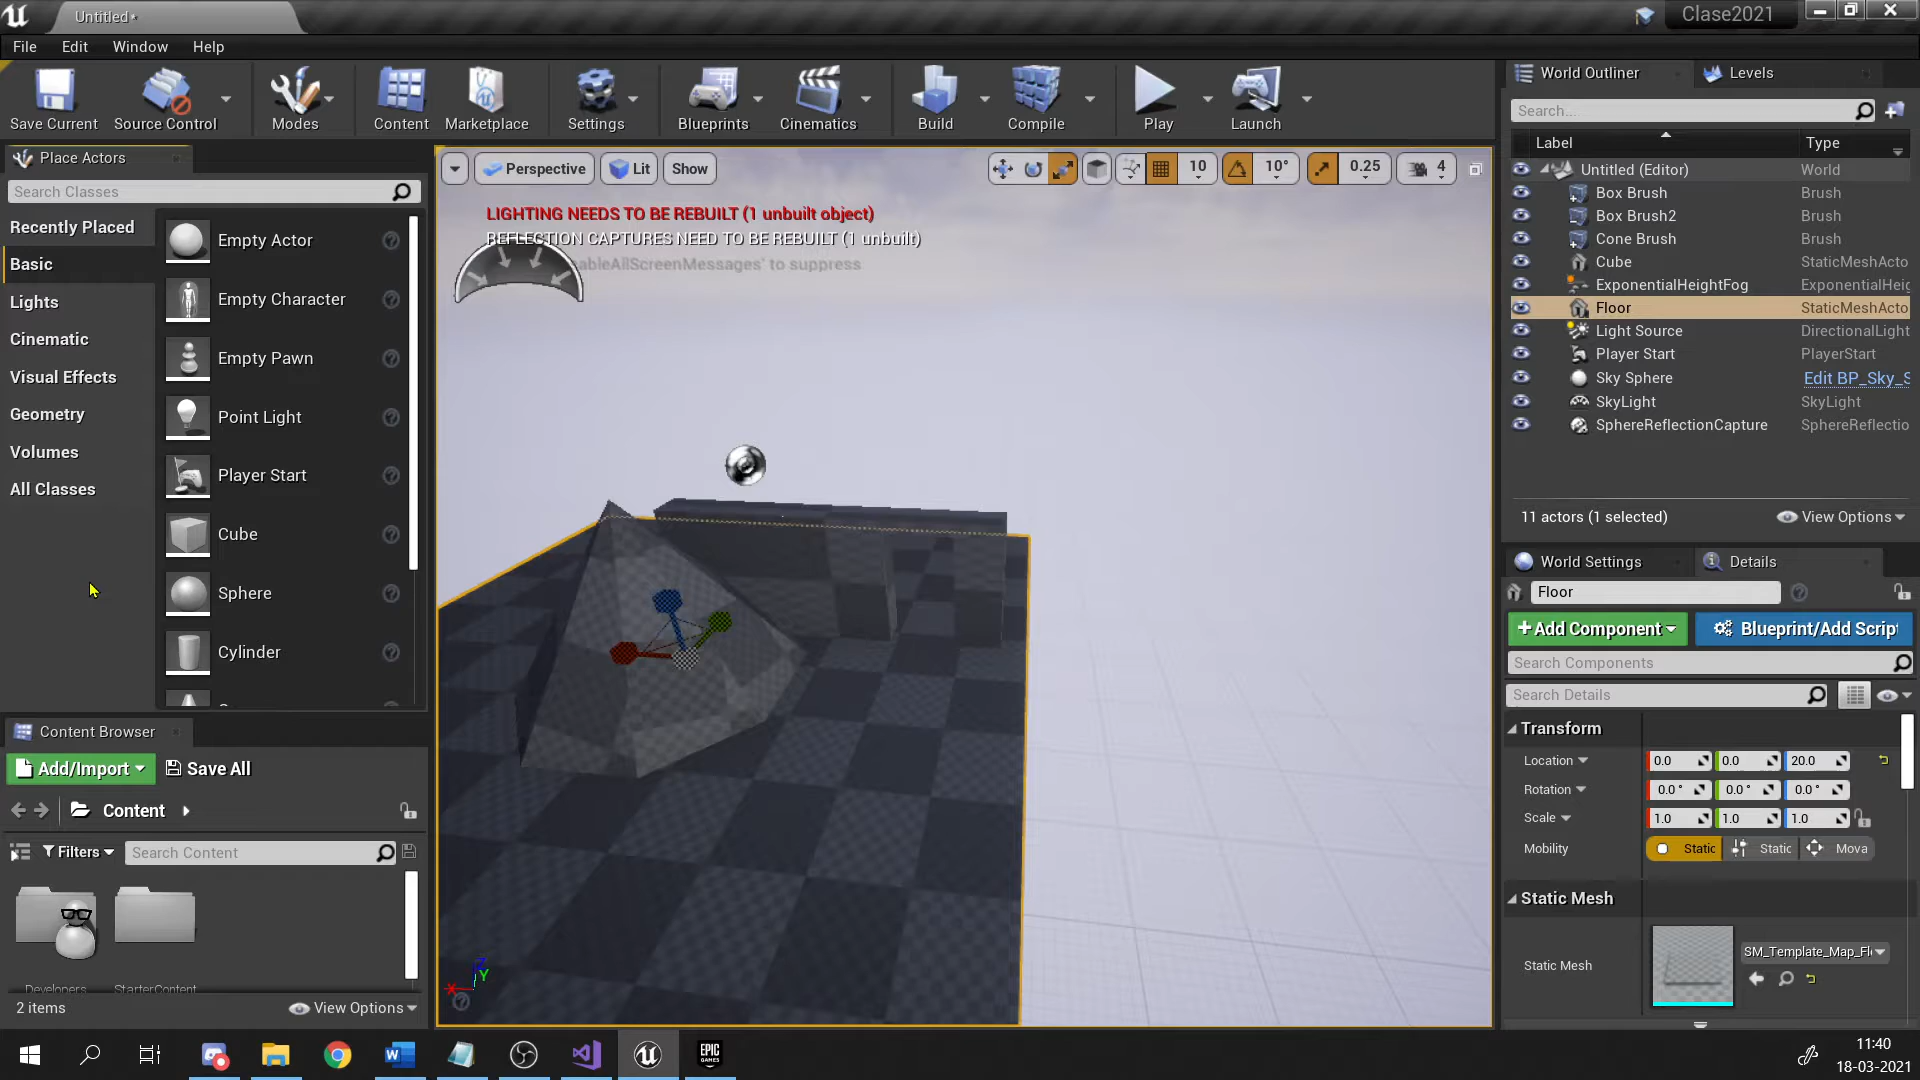 Untitled*
Clase2021
File Edit Window Help
Save Current Source Control Modes Content Marketplace Settings Blueprints Cinematics Build Compile Play Launch
Place Actors
Search Classes
Recently Placed
Basic
Lights
Cinematic
Visual Effects
Geometry
Volumes
All Classes
Empty Actor
Empty Character
Empty Pawn
Point Light
Player Start
Cube
Sphere
Cylinder
Perspective Lit Show 10 10° 0.25 4
LIGHTING NEEDS TO BE REBUILT (1 unbuilt object)
REFLECTION CAPTURES NEED TO BE REBUILT (1 unbuilt)
ableAllScreenMessages' to suppress
X Z Y
World Outliner Levels
Search...
Label Type
Untitled (Editor) World
Box Brush Brush
Box Brush2 Brush
Cone Brush Brush
Cube StaticMeshActo
ExponentialHeightFog ExponentialHeig
Floor StaticMeshActo
Light Source DirectionalLight
Player Start PlayerStart
Sky Sphere Edit BP_Sky_S
SkyLight SkyLight
SphereReflectionCapture SphereReflectio
11 actors (1 selected) View Options
World Settings Details
Floor
+Add Component Blueprint/Add Script
Search Components
Search Details
Transform
Location 0.0 0.0 20.0
Rotation 0.0 ° 0.0 ° 0.0 °
Scale 1.0 1.0 1.0
Mobility Static Static Mova
Static Mesh
Static Mesh SM_Template_Map_Fl
Content Browser
Add/Import Save All
Content
Filters Search Content
Developers StarterContent
2 items View Options
EPIC GAMES
11:40
18-03-2021